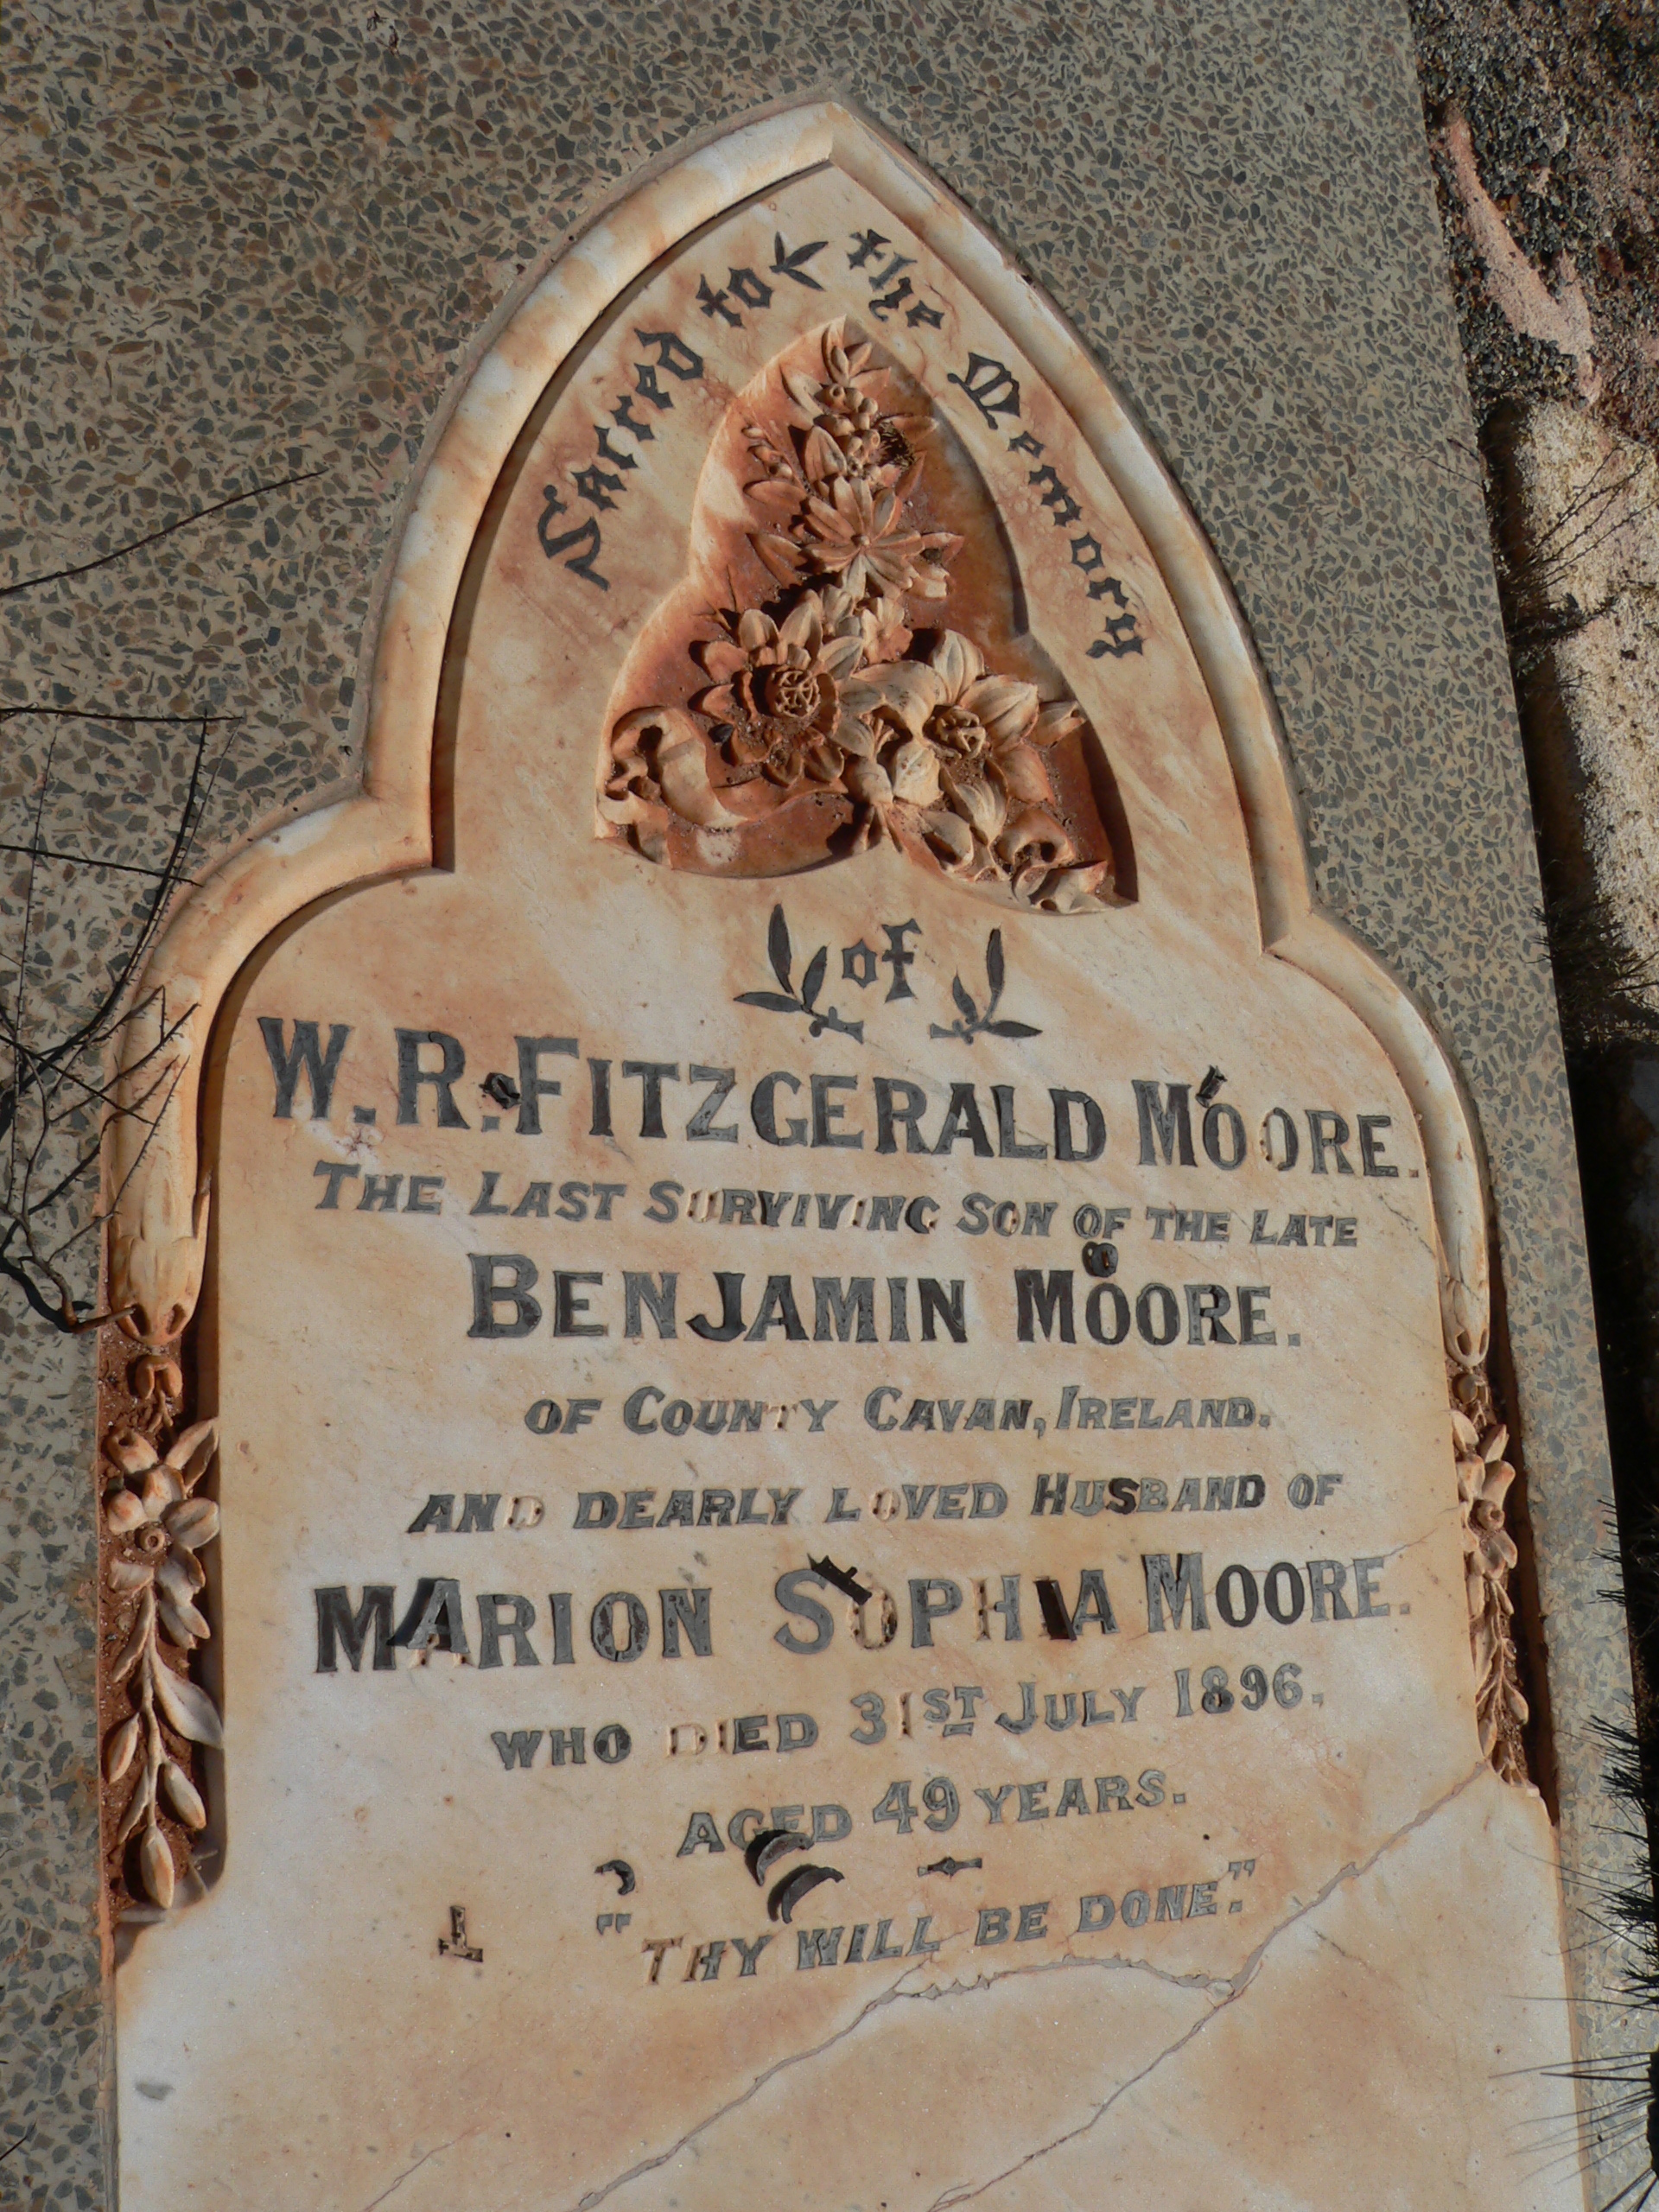 Sacred to the Memory
of
W. R. FITZGERALD MOORE.
THE LAST SURVIVING SON OF THE LATE
BENJAMIN MOORE.
OF COUNTY CAVAN, IRELAND.
AND DEARLY LOVED HUSBAND OF
MARION SOPHIA MOORE.
WHO DIED 31ST JULY 1896,
AGED 49 YEARS.
"THY WILL BE DONE."